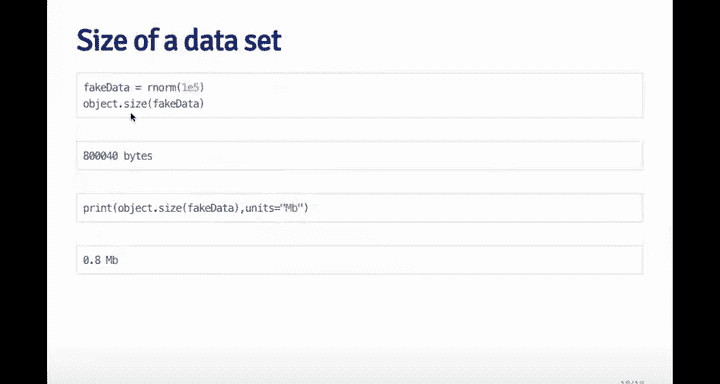 Size of a data set
fakeData = rnorm(1e5)
object.size(fakeData)
800040 bytes
print(object.size(fakeData),units="Mb")
0.8 Mb